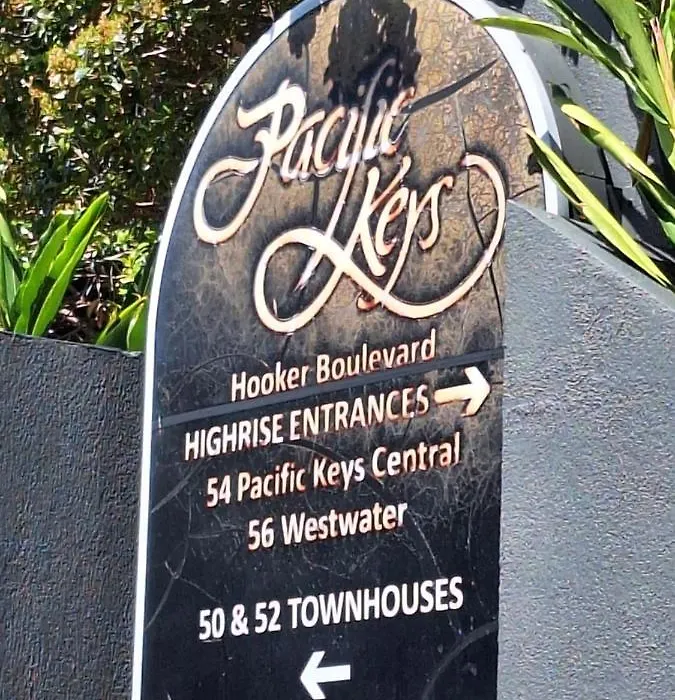 Pacific
Keys
Hooker Boulevard
HIGHRISE ENTRANCES →
54 Pacific Keys Central
56 Westwater
50 & 52 TOWNHOUSES
←